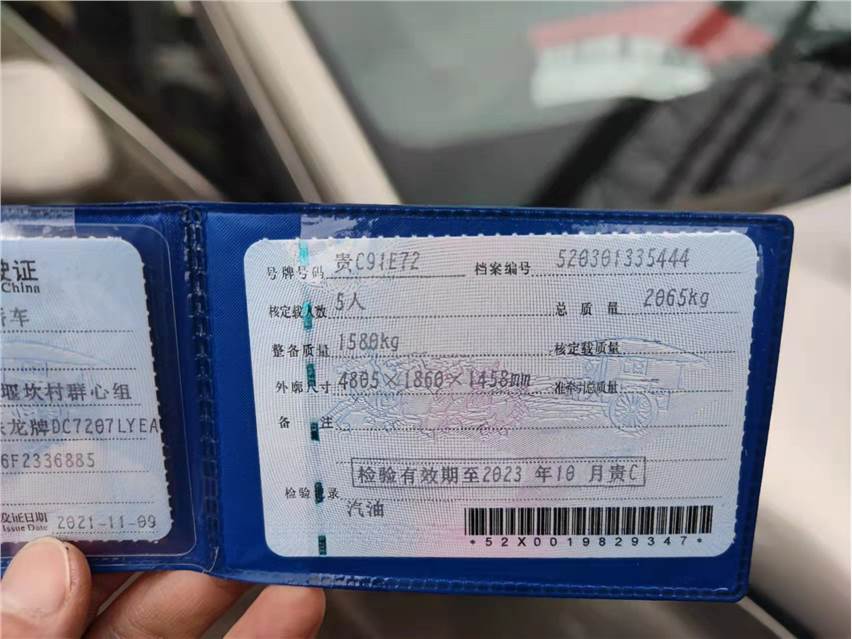 驶证
China
轿车
堰坎村群心组
龙牌DC7207LYEA
6F2336885
发证日期 2021-11-09
Issue Date
号牌号码 贵C91E72 档案编号 520301335444
核定载人数 5人 总质量 2065kg
整备质量 1580kg 核定载质量
外廓尺寸 4805×1860×1458mm 准牵引总质量
备注
检验有效期至2023 年10 月贵C
检验记录
汽油
*52X0019829347*